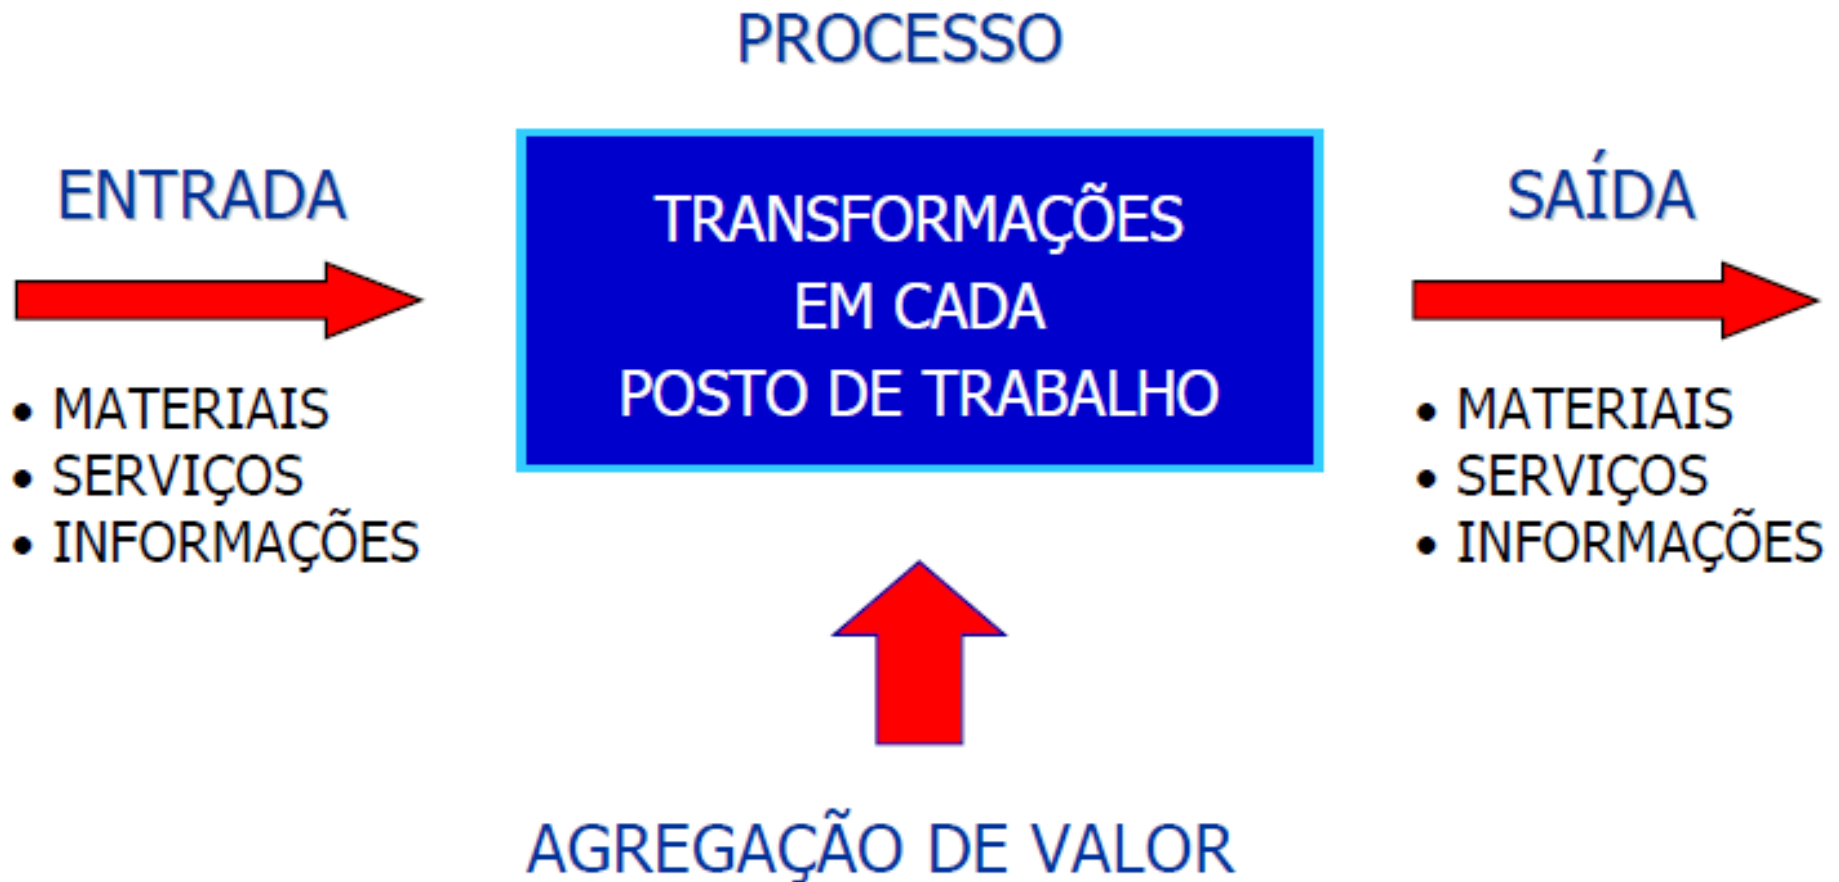 PROCESSO
ENTRADA
• MATERIAIS
• SERVIÇOS
• INFORMAÇÕES
TRANSFORMAÇÕES
EM CADA
POSTO DE TRABALHO
SAÍDA
• MATERIAIS
• SERVIÇOS
• INFORMAÇÕES
AGREGAÇÃO DE VALOR